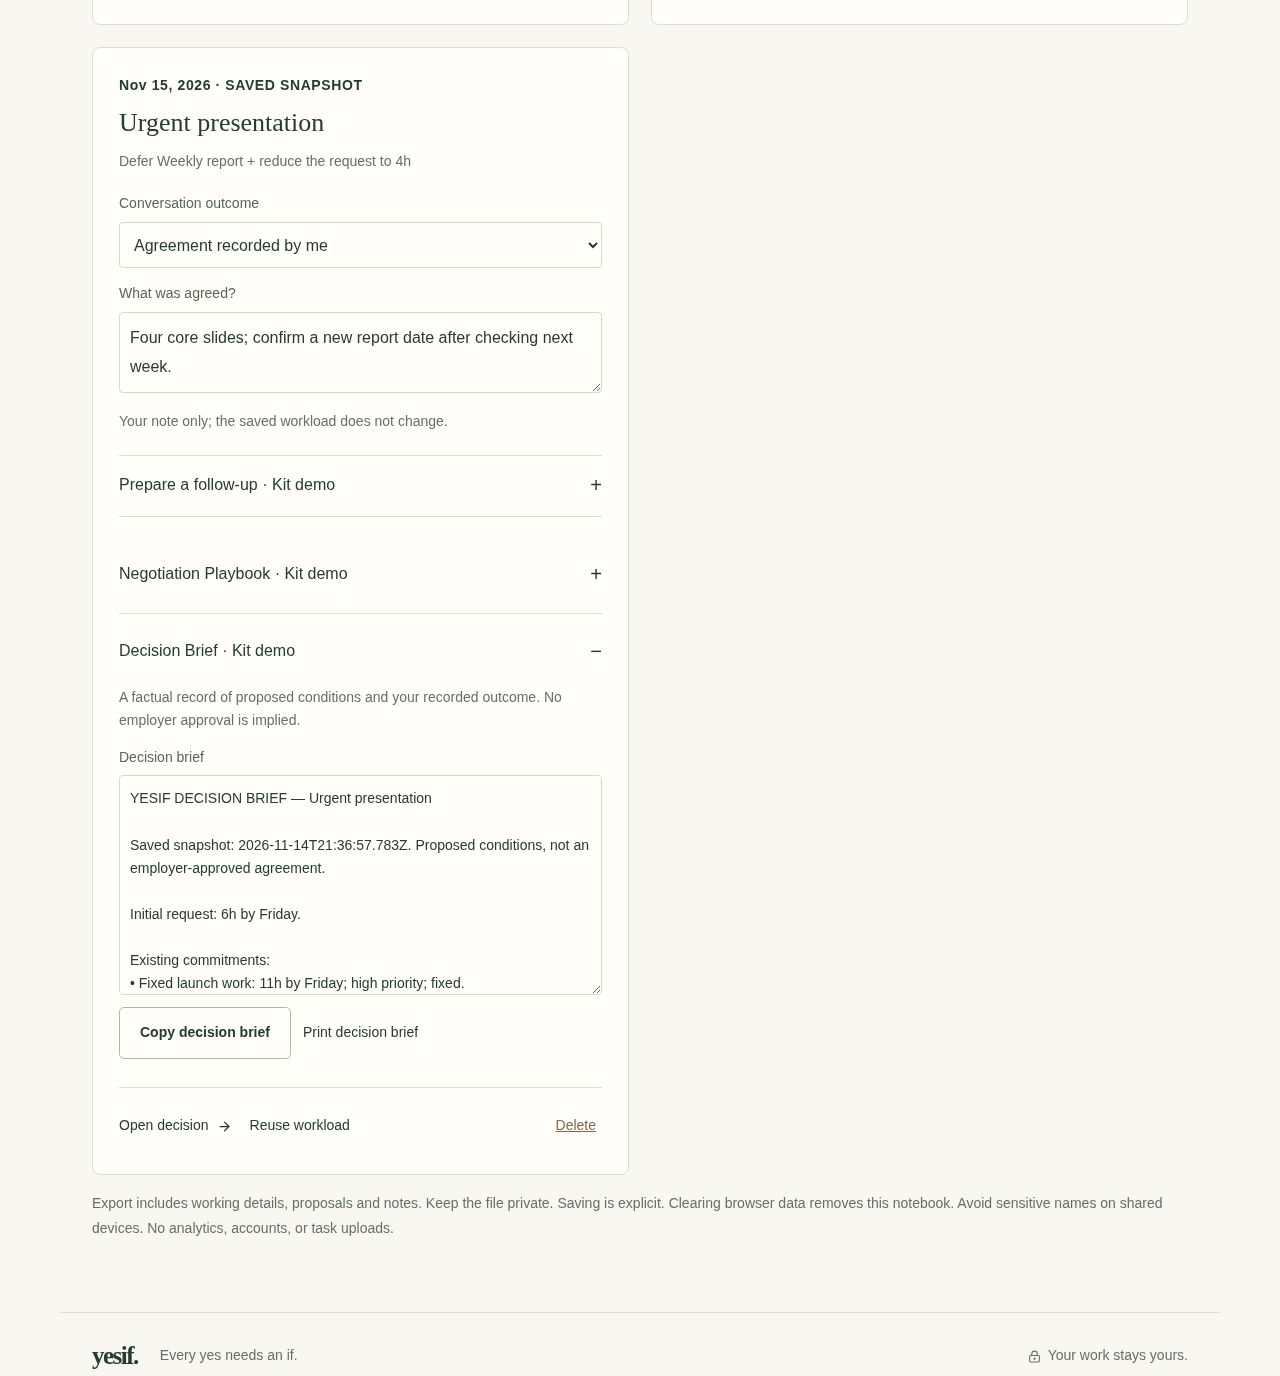 Nov 15, 2026 · SAVED SNAPSHOT
Urgent presentation
Defer Weekly report + reduce the request to 4h
Conversation outcome
Agreement recorded by me
What was agreed?
Four core slides; confirm a new report date after checking next
week.
Your note only; the saved workload does not change.
Prepare a follow-up · Kit demo
+
Negotiation Playbook · Kit demo
+
Decision Brief · Kit demo
−
A factual record of proposed conditions and your recorded outcome. No
employer approval is implied.
Decision brief
YESIF DECISION BRIEF — Urgent presentation
Saved snapshot: 2026-11-14T21:36:57.783Z. Proposed conditions, not an
employer-approved agreement.
Initial request: 6h by Friday.
Existing commitments:
• Fixed launch work: 11h by Friday; high priority; fixed.
Copy decision brief
Print decision brief
Open decision →
Reuse workload
Delete
Export includes working details, proposals and notes. Keep the file private. Saving is explicit. Clearing browser data removes this notebook. Avoid sensitive names on shared
devices. No analytics, accounts, or task uploads.
yesif.
Every yes needs an if.
Your work stays yours.